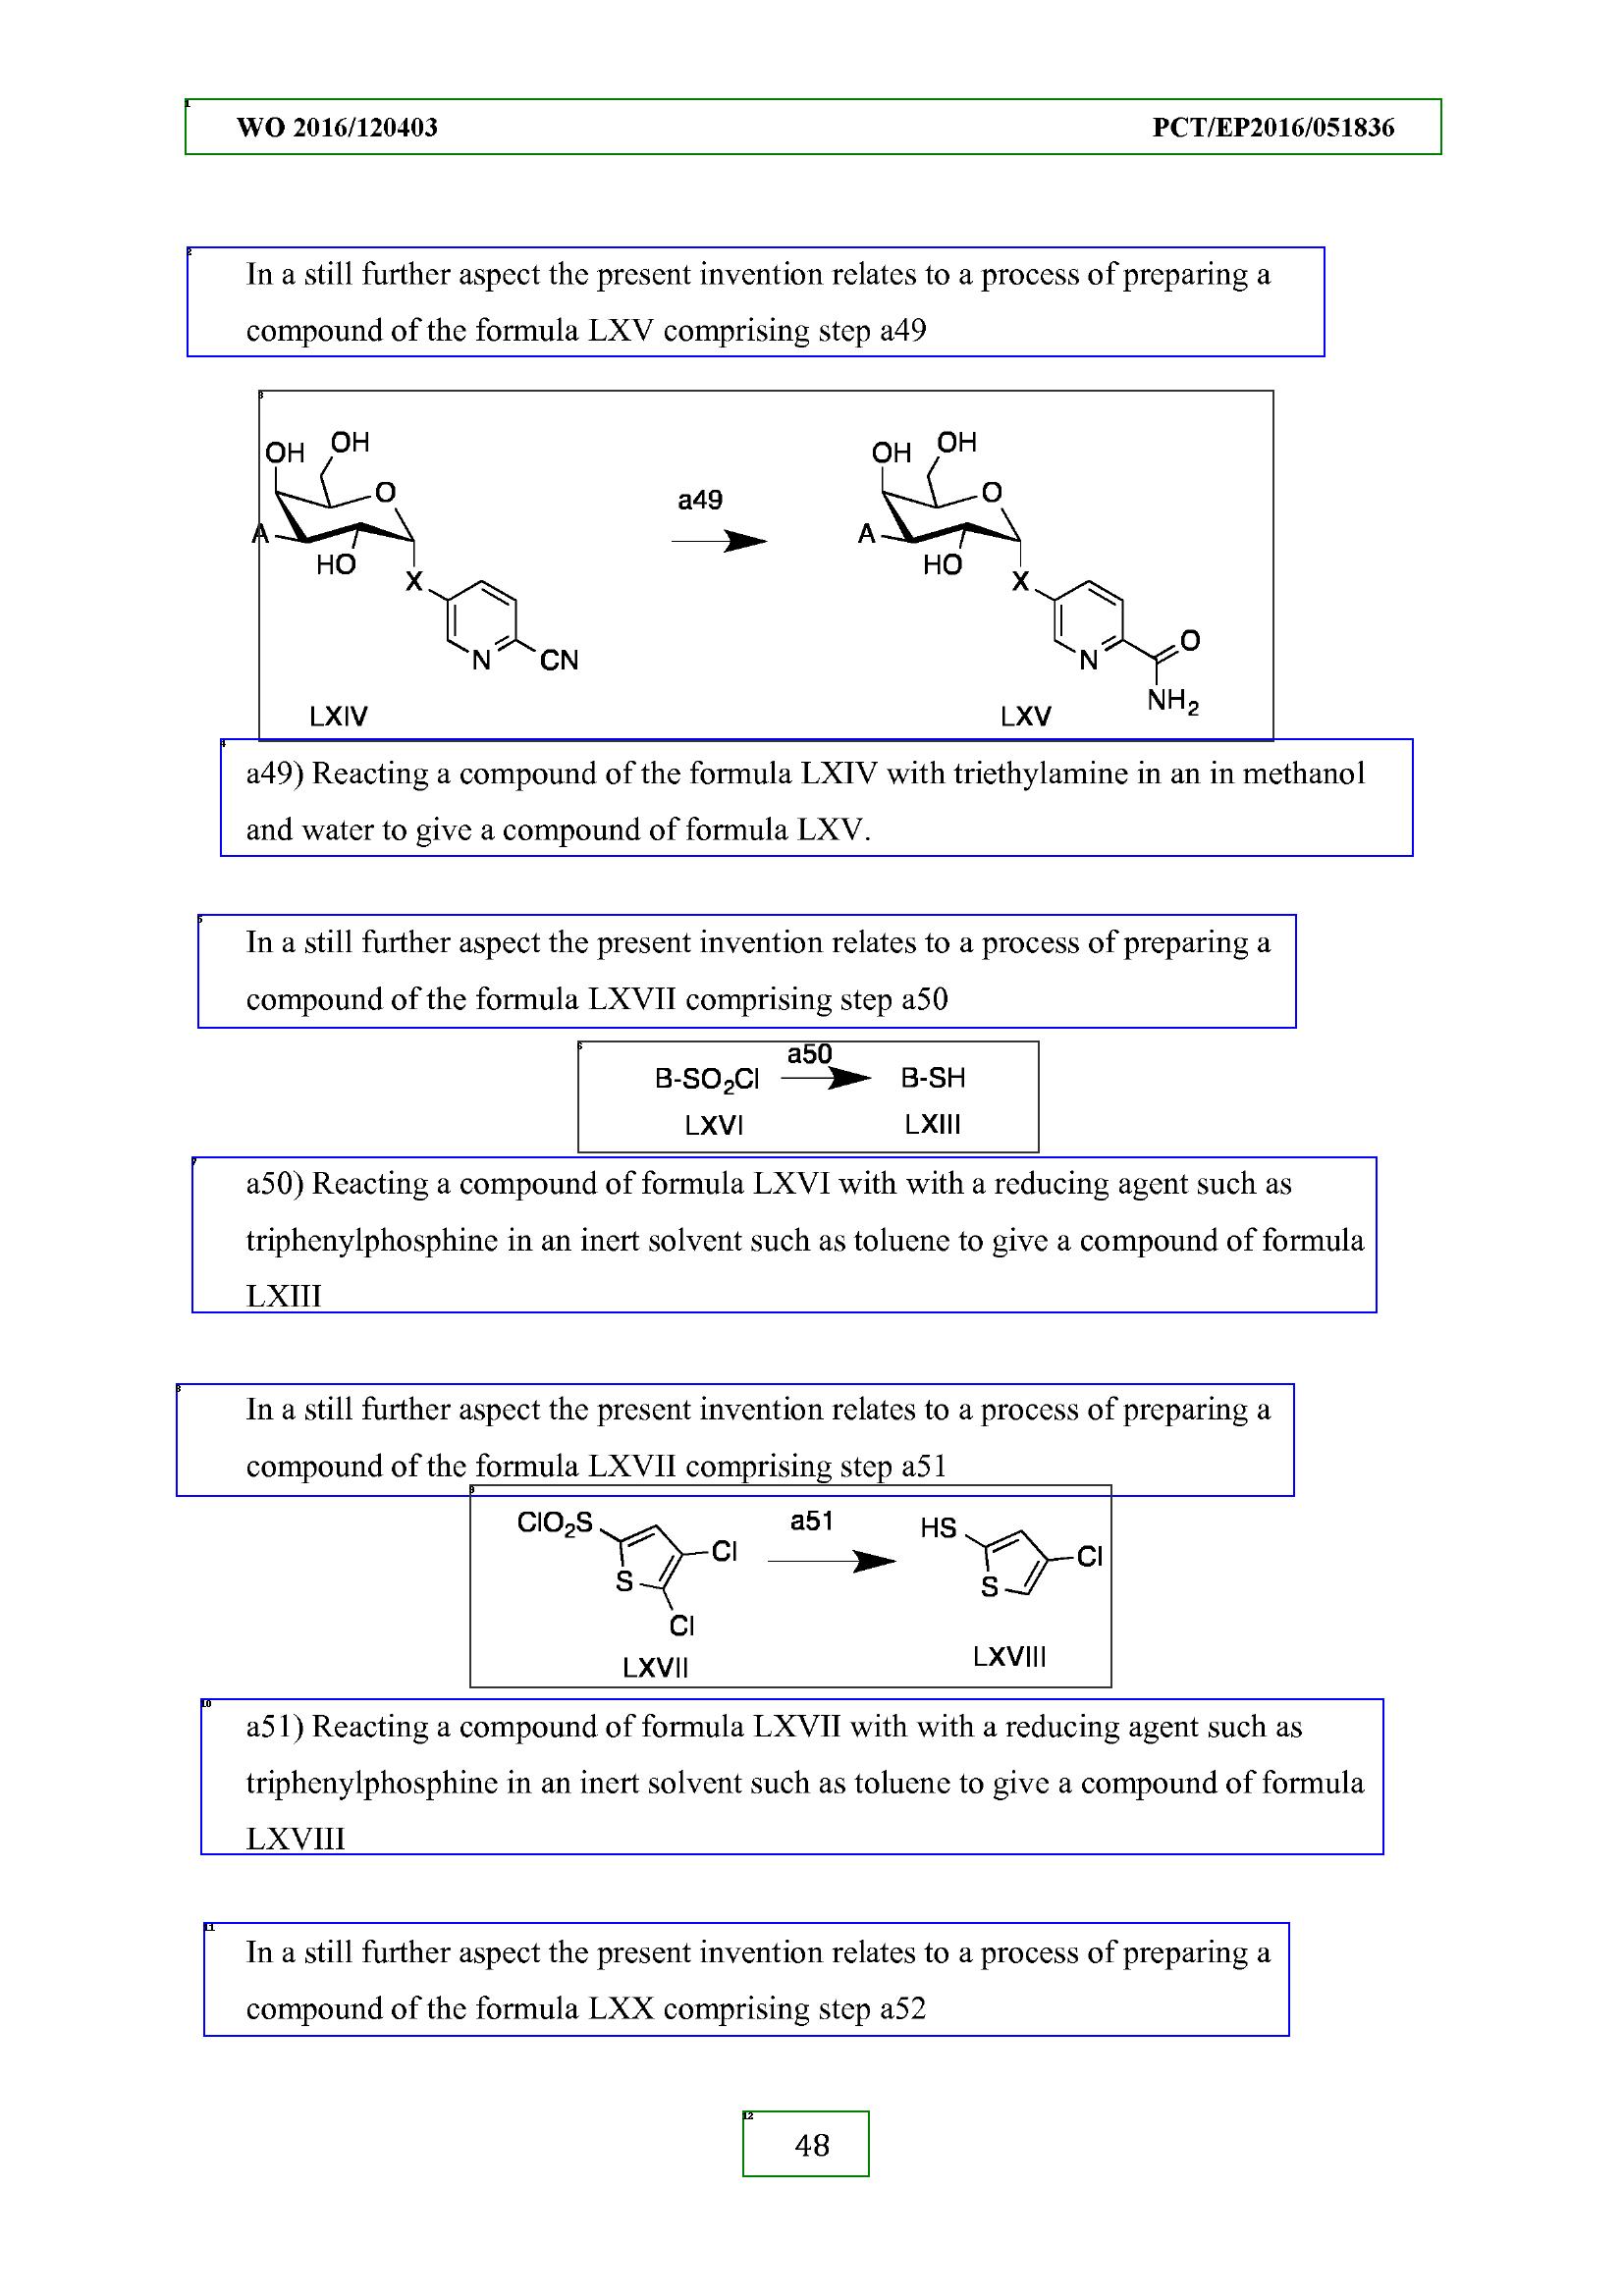 WO 2016/120403 PCT/EP2016/051836
In a still further aspect the present invention relates to a process of preparing a
compound of the formula LXV comprising step a49
OH OH O A HO X N CN
a49
OH OH O A HO X N O NH2
LXIV LXV
a49) Reacting a compound of the formula LXIV with triethylamine in an in methanol
and water to give a compound of formula LXV.
In a still further aspect the present invention relates to a process of preparing a
compound of the formula LXVII comprising step a50
a50
B-SO2Cl B-SH
LXVI LXIII
a50) Reacting a compound of formula LXVI with with a reducing agent such as
triphenylphosphine in an inert solvent such as toluene to give a compound of formula
LXIII
In a still further aspect the present invention relates to a process of preparing a
compound of the formula LXVII comprising step a51
ClO2S S Cl Cl
a51
HS S Cl
LXVII LXVIII
a51) Reacting a compound of formula LXVII with with a reducing agent such as
triphenylphosphine in an inert solvent such as toluene to give a compound of formula
LXVIII
In a still further aspect the present invention relates to a process of preparing a
compound of the formula LXX comprising step a52
48